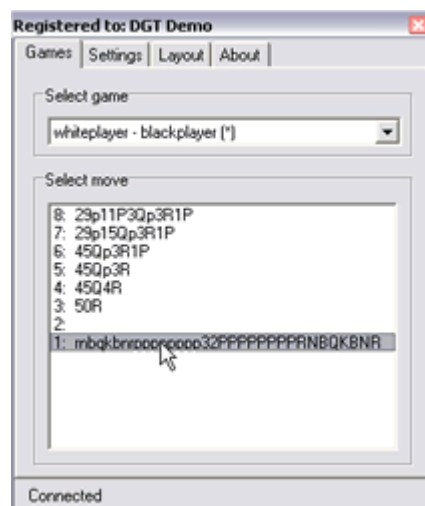 Registered to: DGT Demo
Games Settings Layout About
Select game
whiteplayer - blackplayer (*)
Select move
8: 29p11P3Qp3R1P
7: 29p15Qp3R1P
6: 45Qp3R1P
5: 45Qp3R
4: 45Q4R
3: 50R
2:
1: rnbqkbnrpppppppp32PPPPPPPPRNBQKBNR
Connected